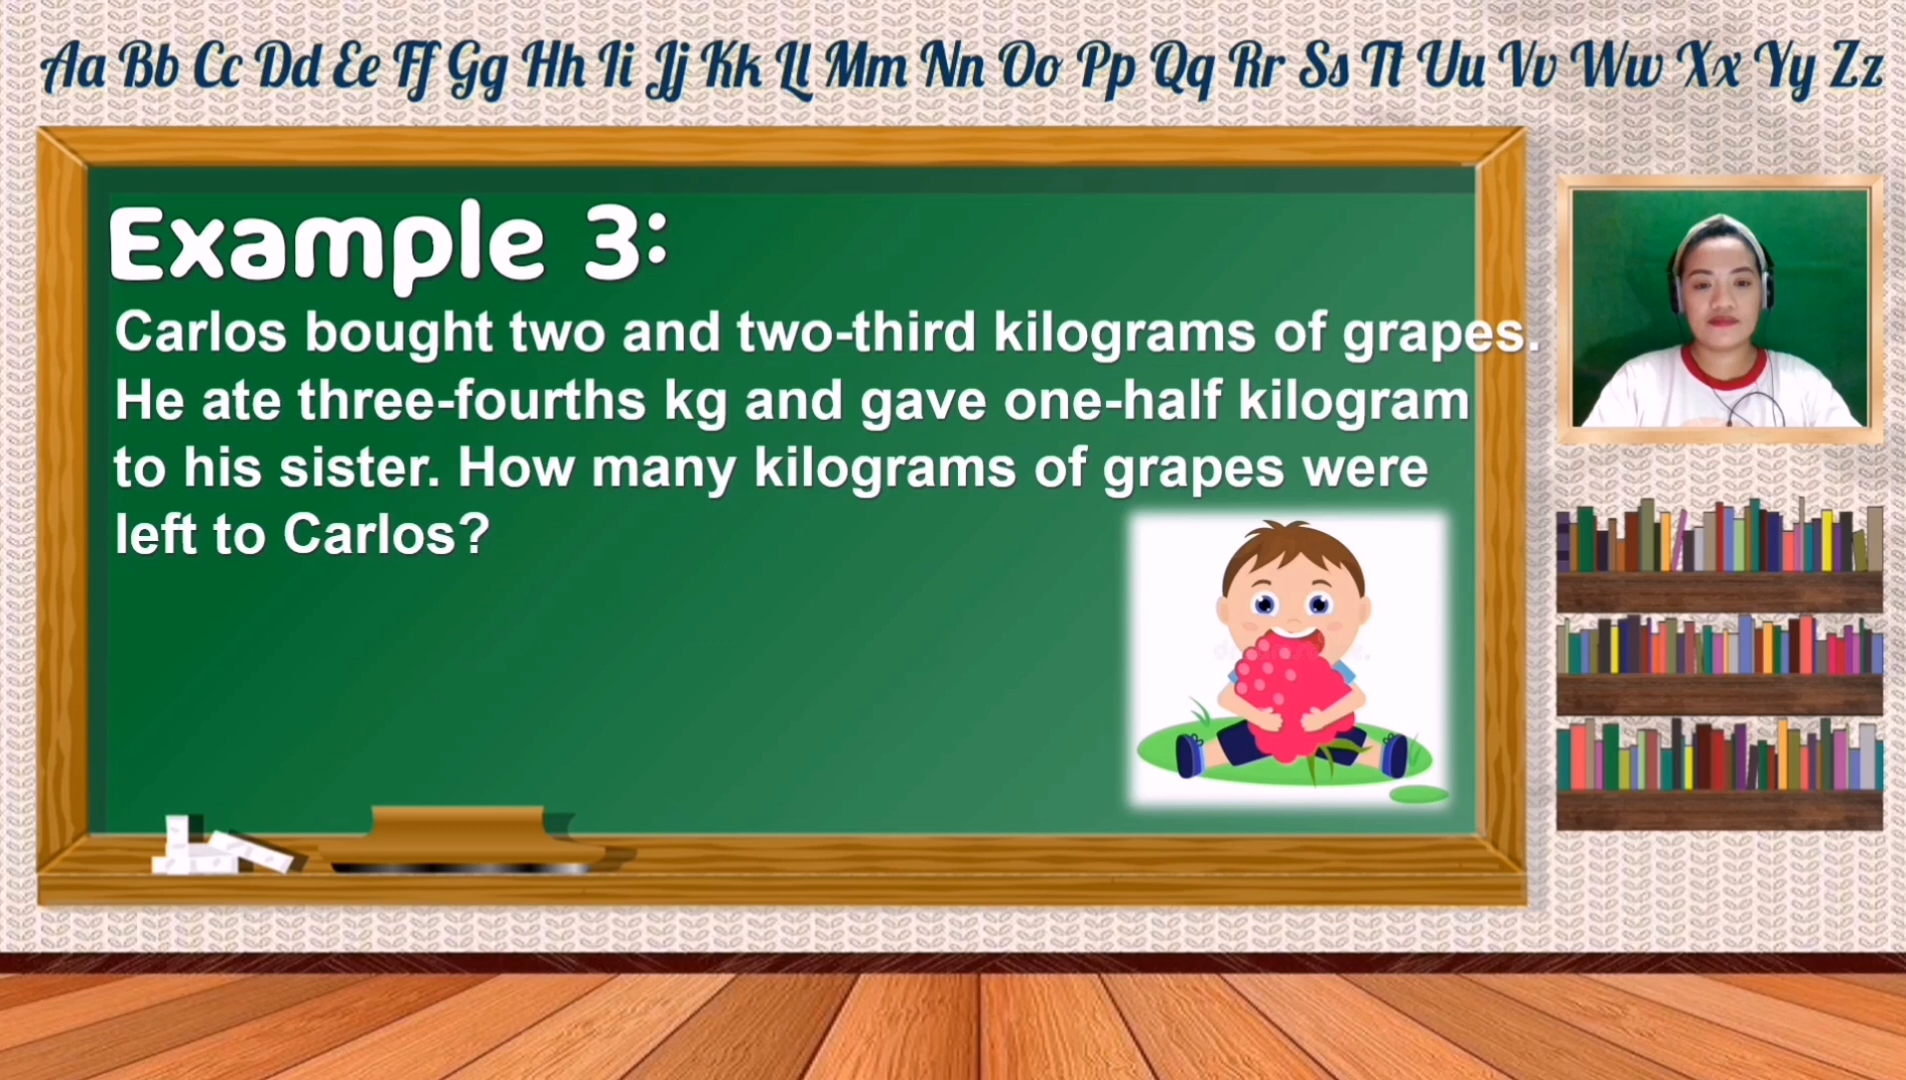 Aa Bb Cc Dd Ee Ff Gg Hh Ii Jj Kk Ll Mm Nn Oo Pp Qq Rr Ss Tt Uu Vv Ww Xx Yy Zz
Example 3:
Carlos bought two and two-third kilograms of grapes.
He ate three-fourths kg and gave one-half kilogram
to his sister. How many kilograms of grapes were
left to Carlos?